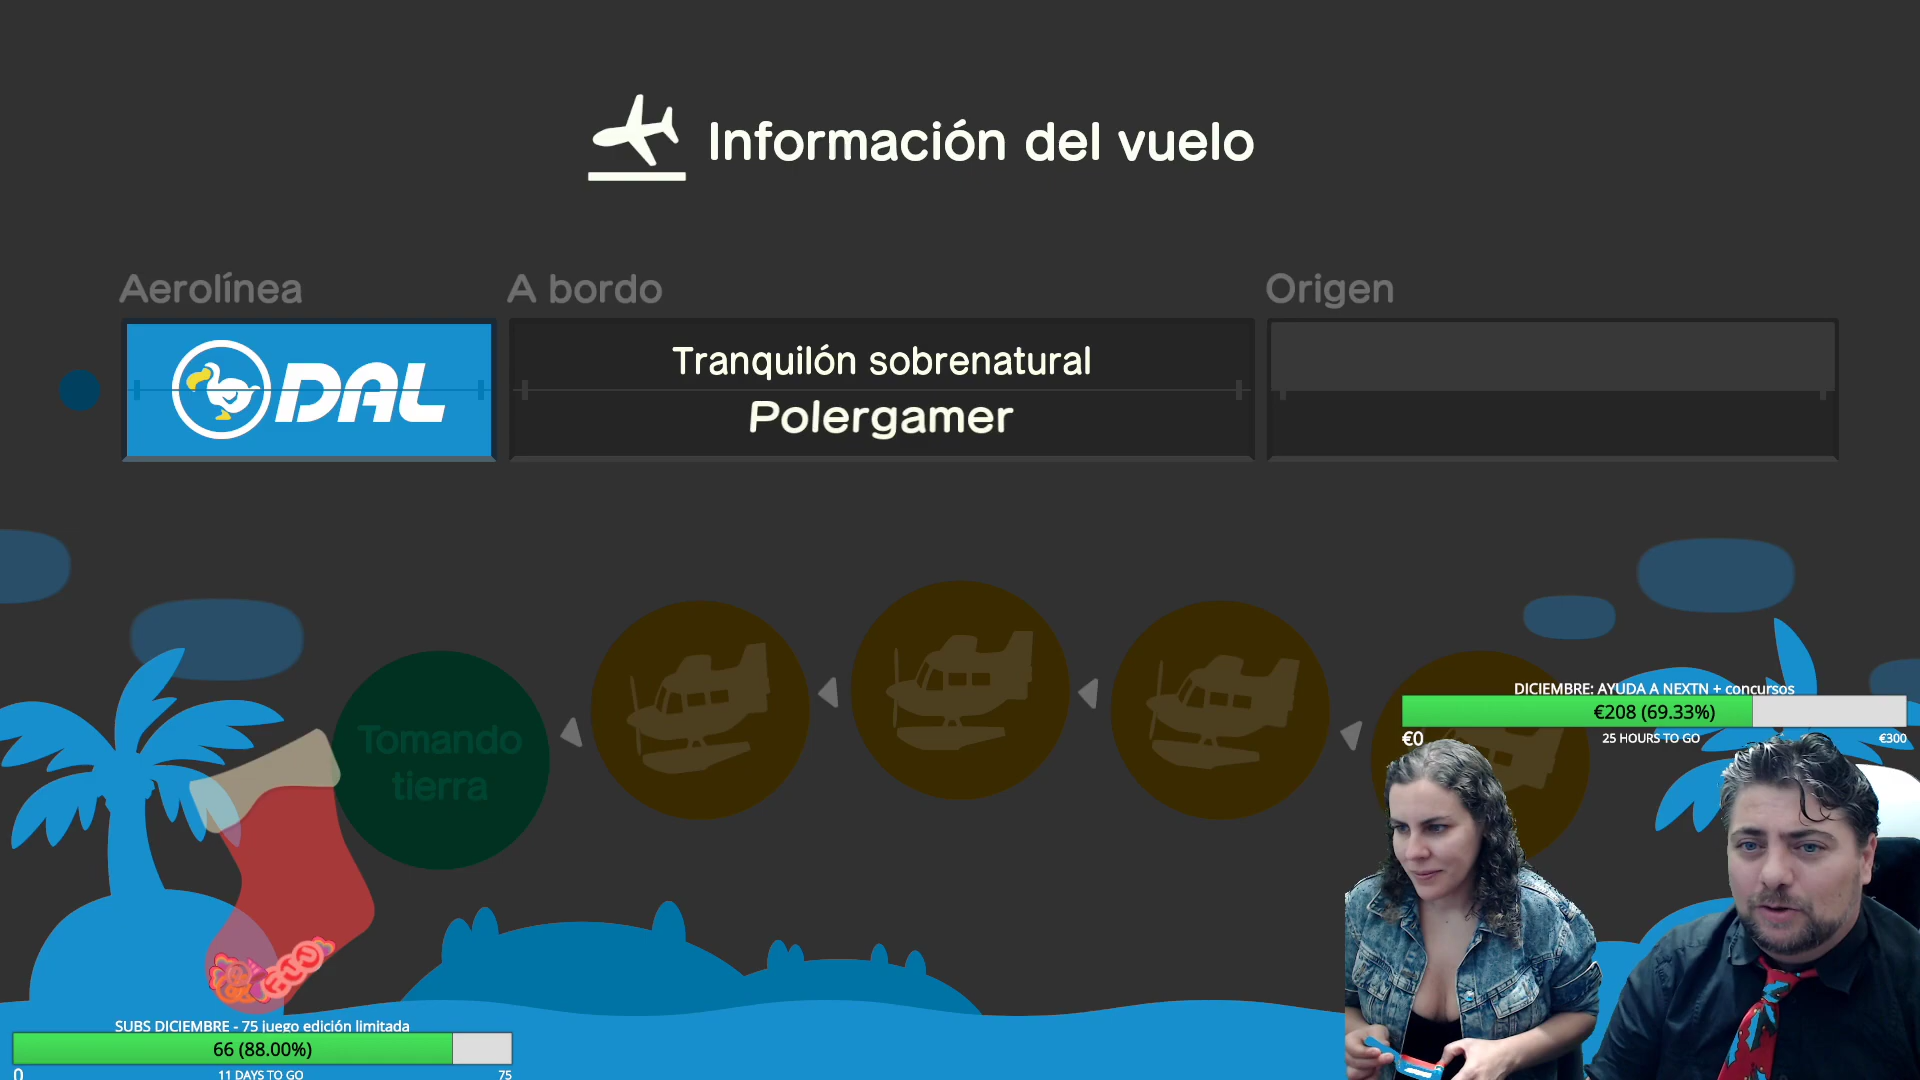 Información del vuelo
Aerolínea
A bordo
Origen
DAL
Tranquilón sobrenatural
Polergamer
Tomando
tierra
DICIEMBRE: AYUDA A NEXTN + concursos
€208 (69.33%)
€0
25 HOURS TO GO
€300
SUBS DICIEMBRE - 75 juego edición limitada
66 (88.00%)
0
11 DAYS TO GO
75